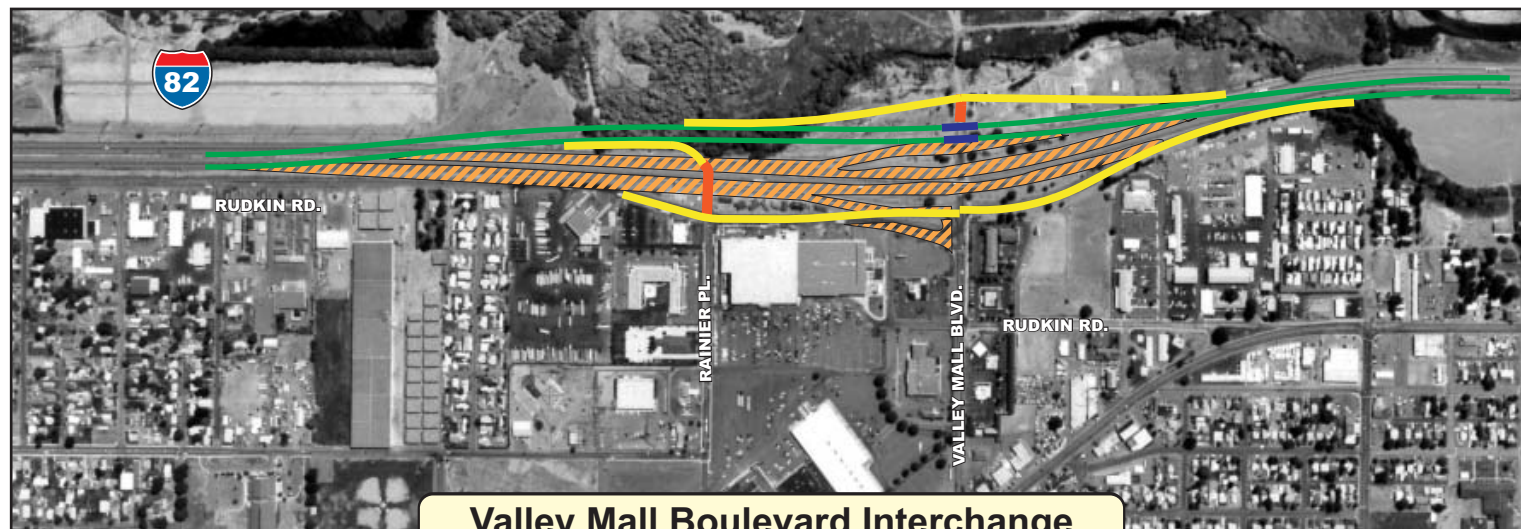 82
RUDKIN RD.
RAINIER PL.
VALLEY MALL BLVD.
RUDKIN RD.
Valley Mall Boulevard Interchange